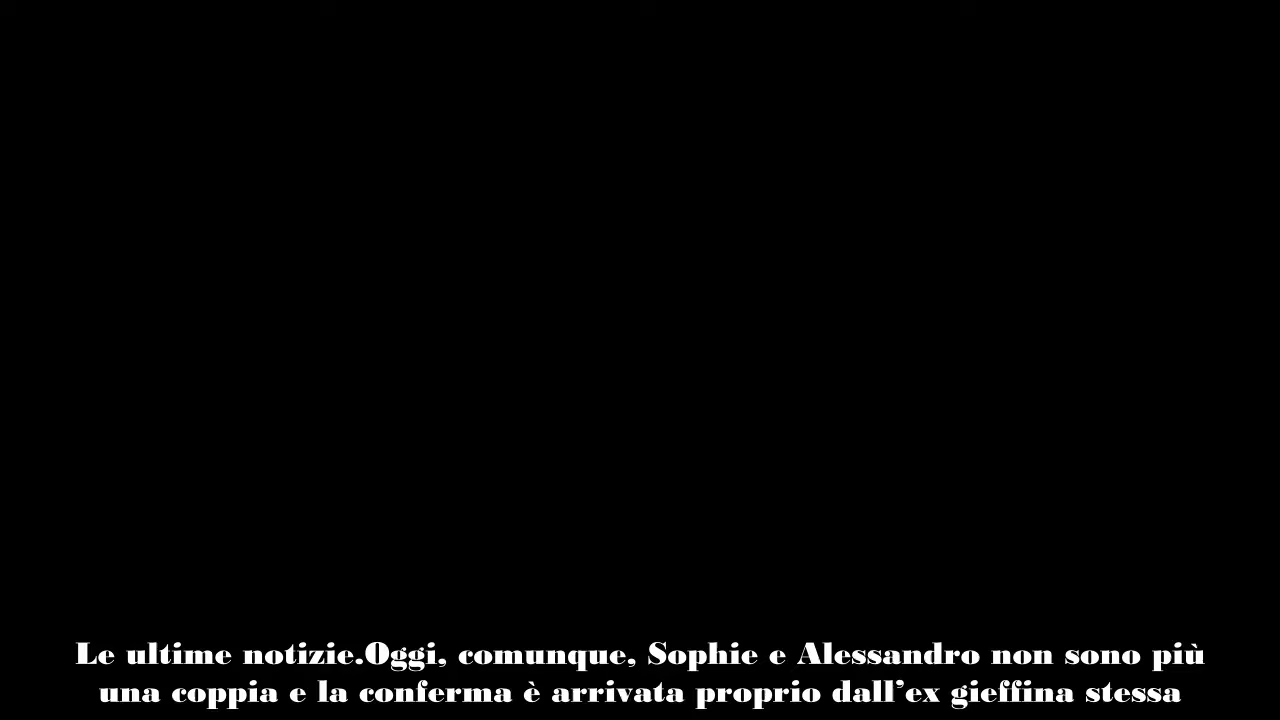 Le ultime notizie.Oggi, comunque, Sophie e Alessandro non sono più
una coppia e la conferma è arrivata proprio dall’ex gieffina stessa